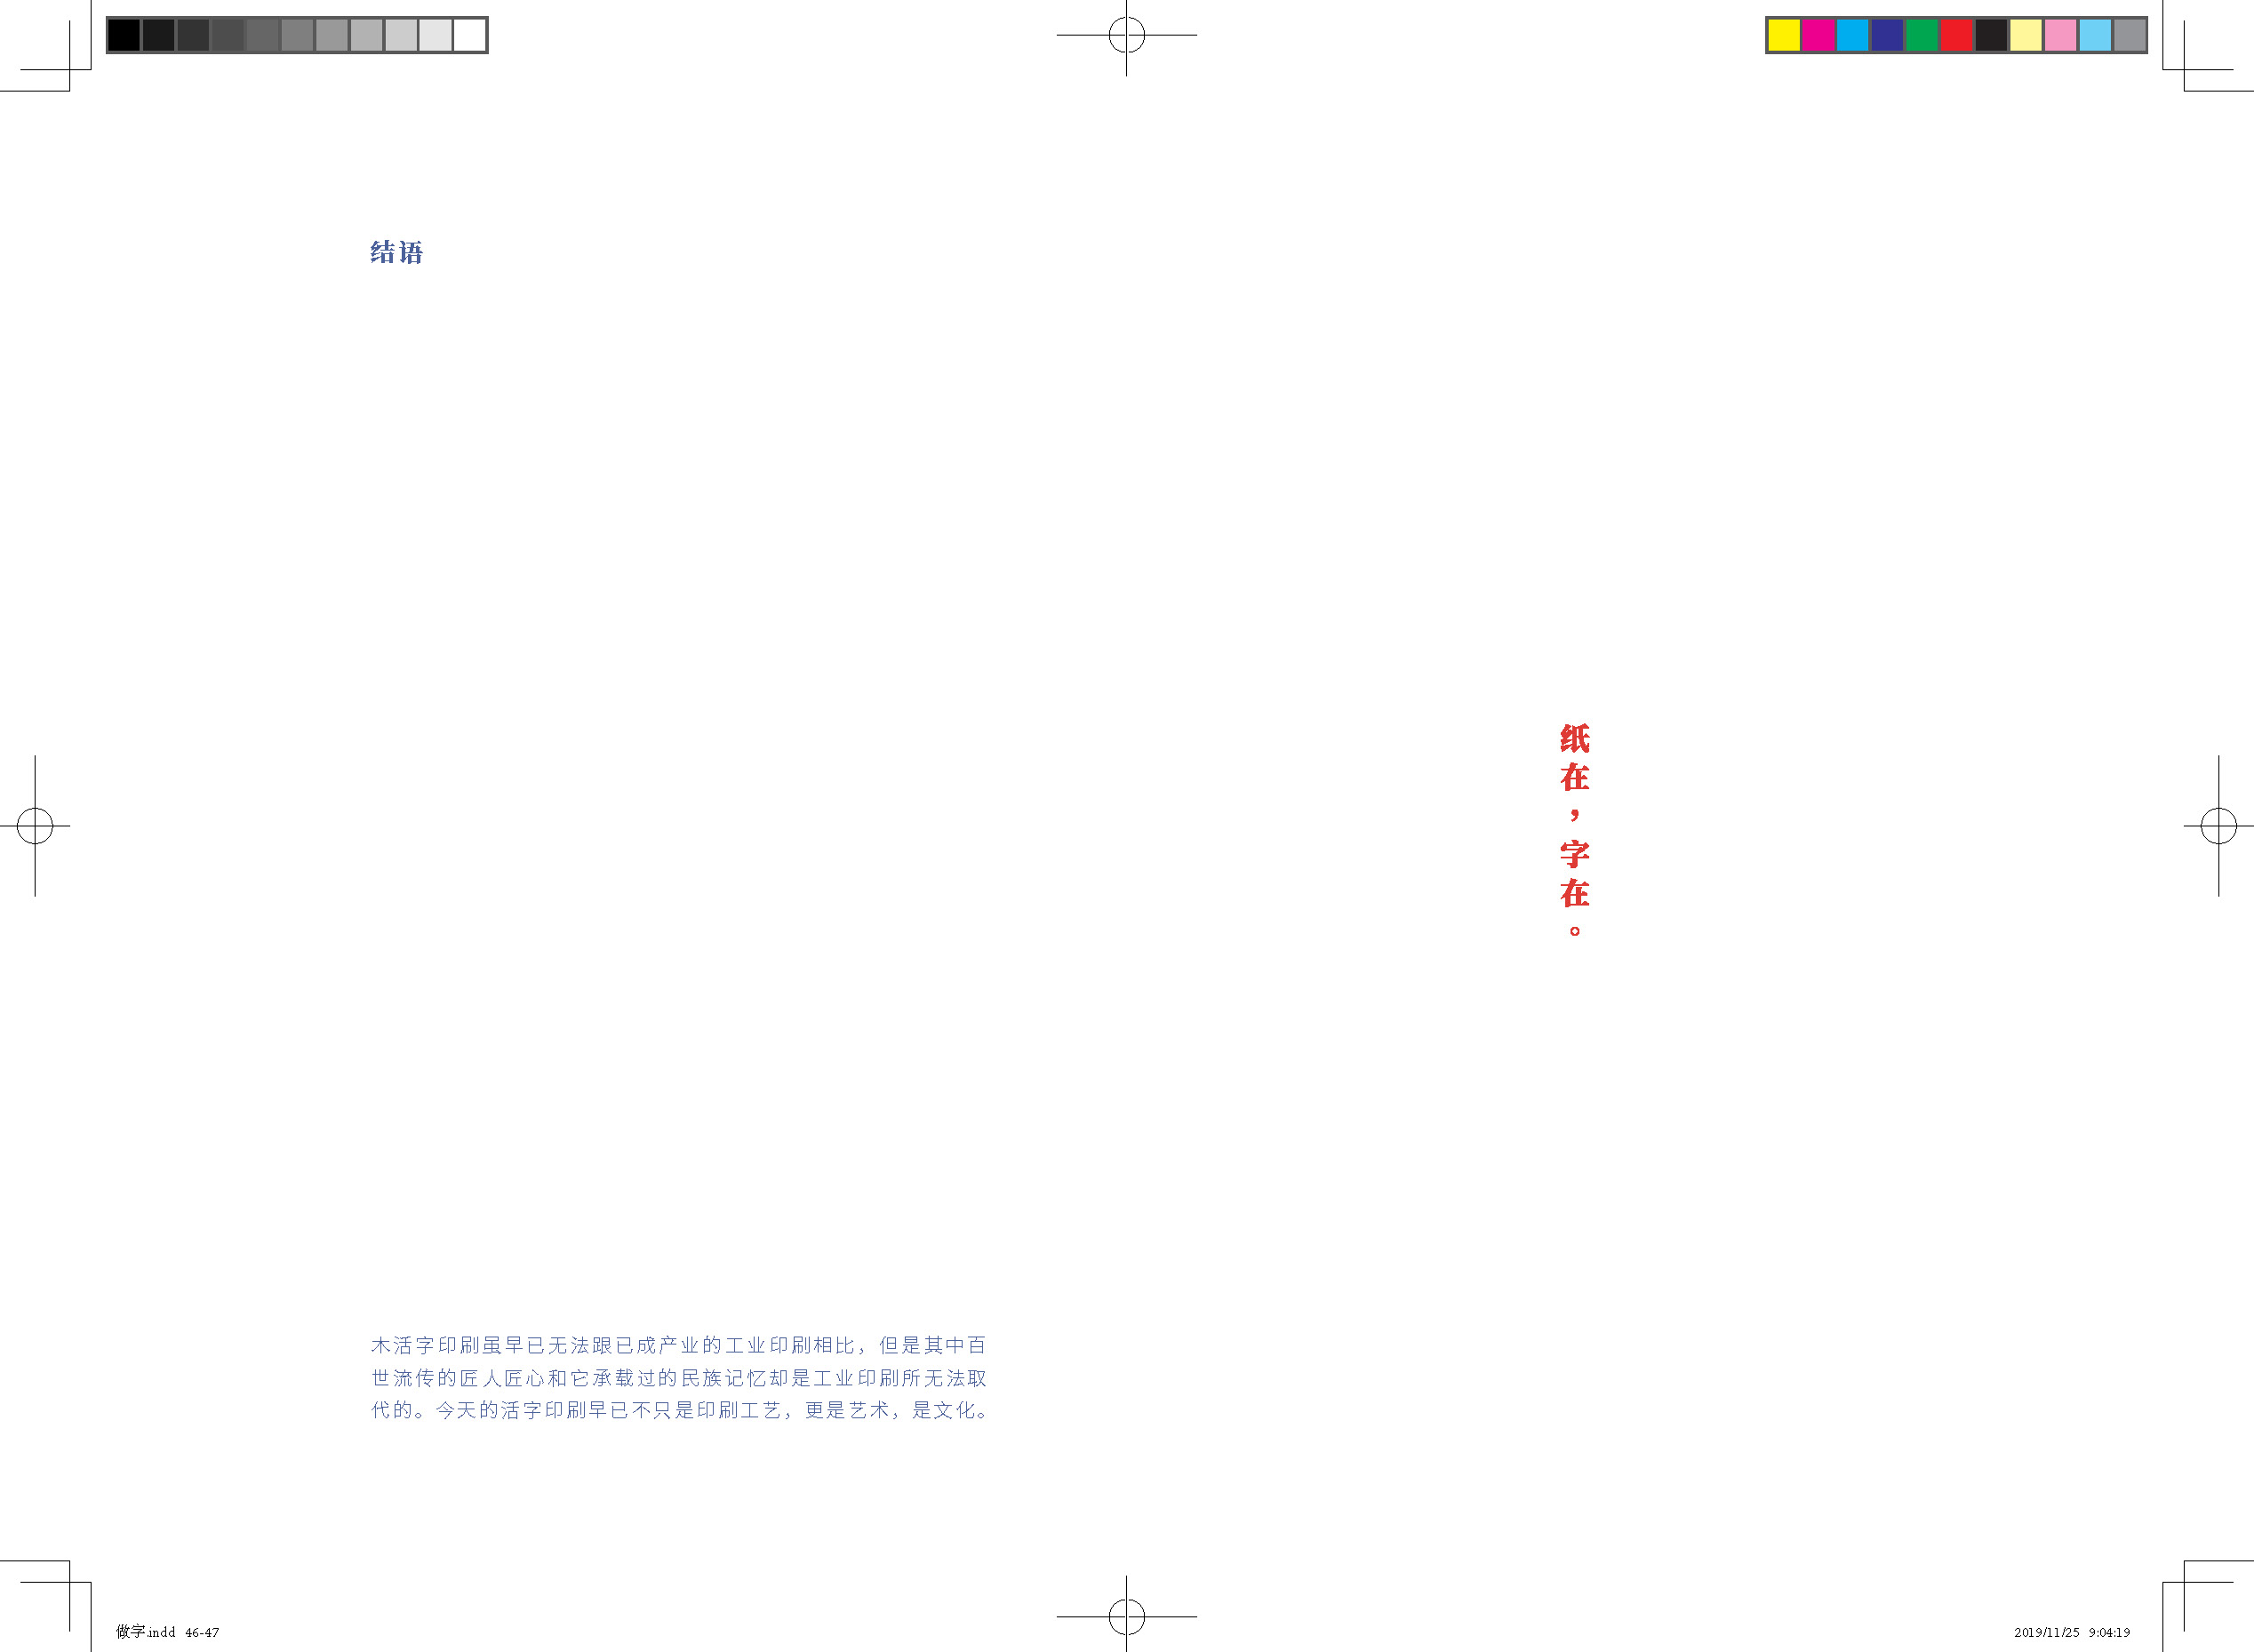 结语
木活字印刷虽早已无法跟已成产业的工业印刷相比，但是其中百
世流传的匠人匠心和它承载过的民族记忆却是工业印刷所无法取
代的。今天的活字印刷早已不只是印刷工艺，更是艺术，是文化。
纸在，字在。
做字.indd 46-47
2019/11/25 9:04:19